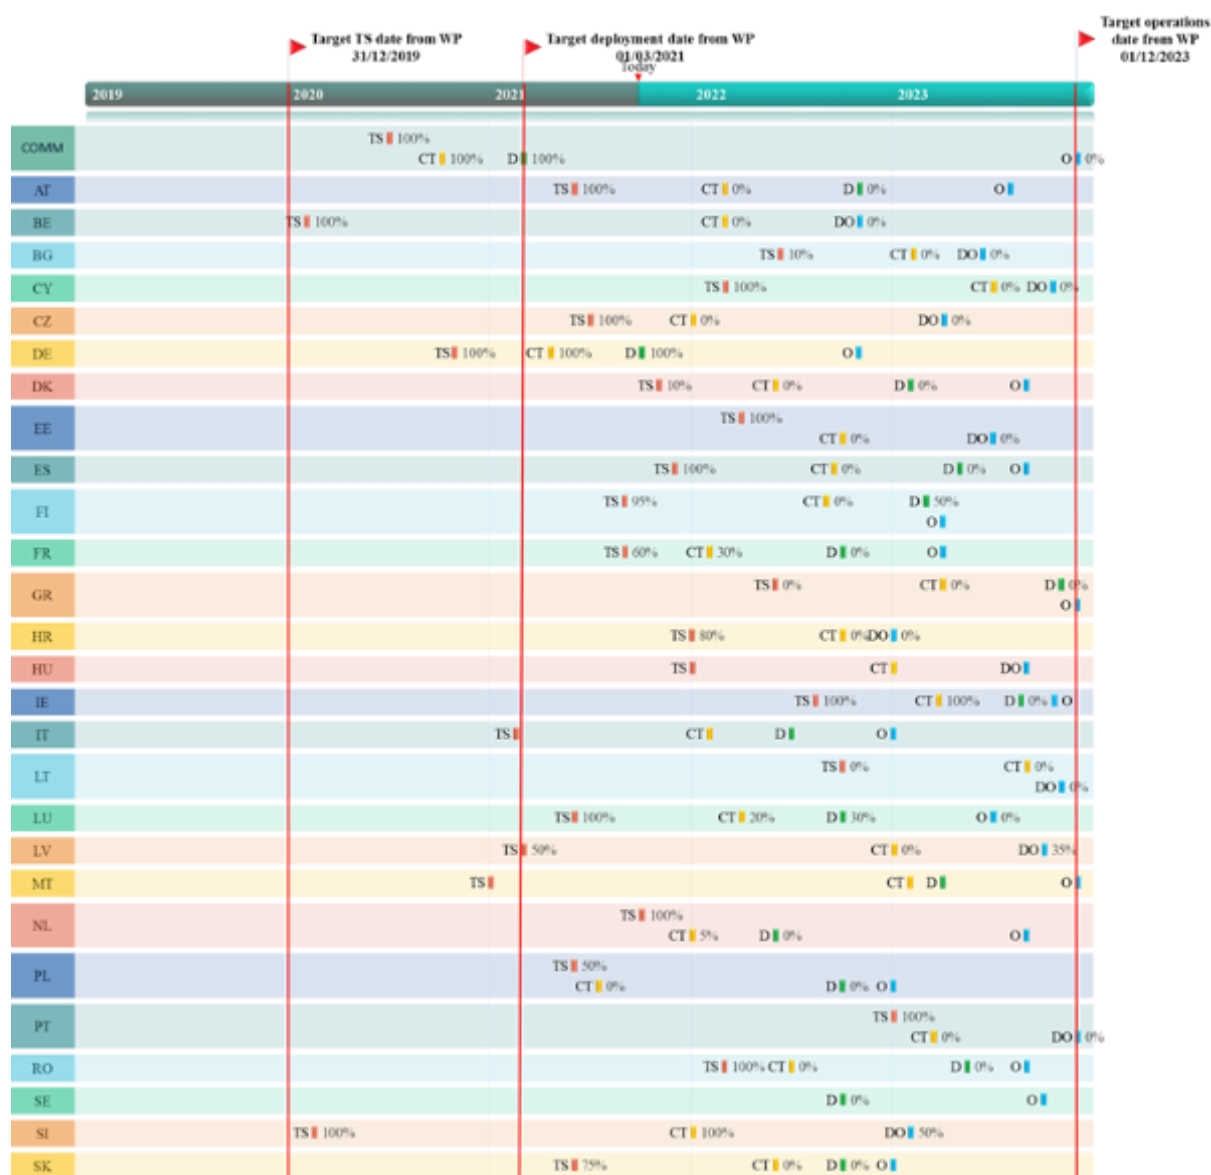 Target TS date from WP
31/12/2019
Target deployment date from WP
01/03/2021
Today
Target operations
date from WP
01/12/2023
2019 2020 2021 2022 2023
COMM TS 100%
CT 100% D 100% O 0%
AT TS 100% CT 0% D 0% O
BE TS 100% CT 0% DO 0%
BG TS 10% CT 0% DO 0%
CY TS 100% CT 0% DO 0%
CZ TS 100% CT 0% DO 0%
DE TS 100% CT 100% D 100% O
DK TS 10% CT 0% D 0% O
EE TS 100%
CT 0% DO 0%
ES TS 100% CT 0% D 0% O
FI TS 95% CT 0% D 50%
O
FR TS 60% CT 30% D 0% O
GR TS 0% CT 0% D 0%
O
HR TS 80% CT 0% DO 0%
HU TS CT DO
IE TS 100% CT 100% D 0% O
IT TS CT D O
LT TS 0% CT 0%
DO 0%
LU TS 100% CT 20% D 30% O 0%
LV TS 50% CT 0% DO 35%
MT TS CT D O
NL TS 100%
CT 5% D 0% O
PL TS 50%
CT 0% D 0% O
PT TS 100%
CT 0% DO 0%
RO TS 100% CT 0% D 0% O
SE D 0% O
SI TS 100% CT 100% DO 50%
SK TS 75% CT 0% D 0% O